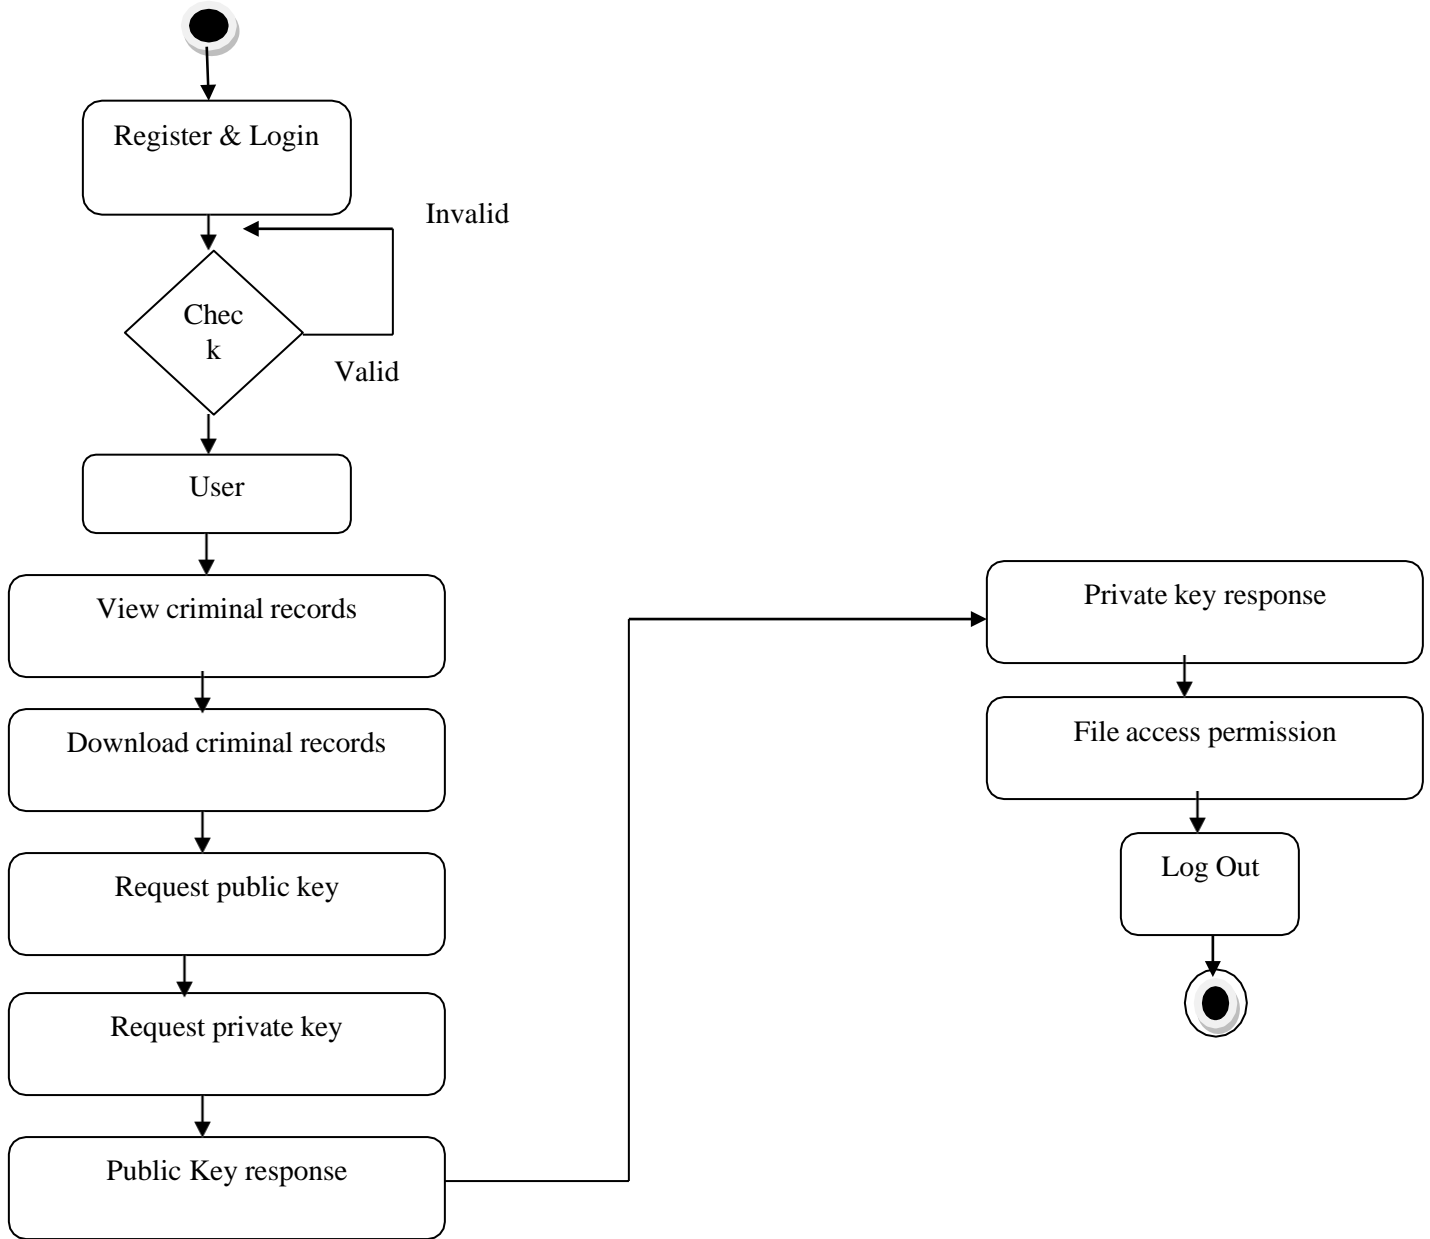 Register & Login
Invalid
Chec
k
Valid
User
View criminal records
Download criminal records
Request public key
Request private key
Public Key response
Private key response
File access permission
Log Out